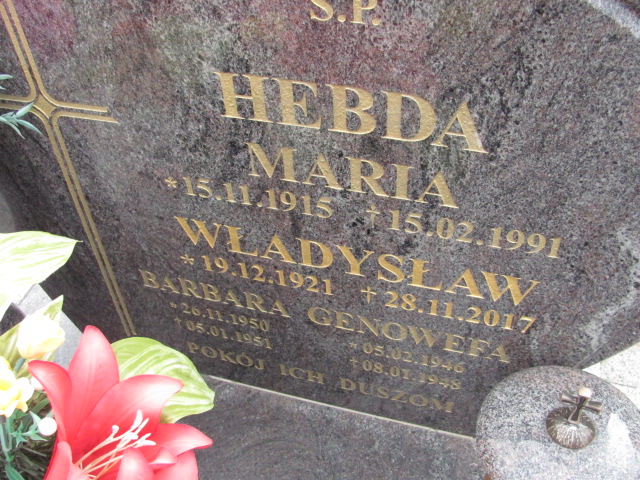 S.P.
HEBDA
MARIA
*15.11.1915 †15.02.1991
WŁADYSŁAW
*19.12.1921 †28.11.2017
BARBARA GENOWEFA
*26.11.1950 *05.02.1946
†05.01.1951 †08.01.1948
POKÓJ ICH DUSZOM